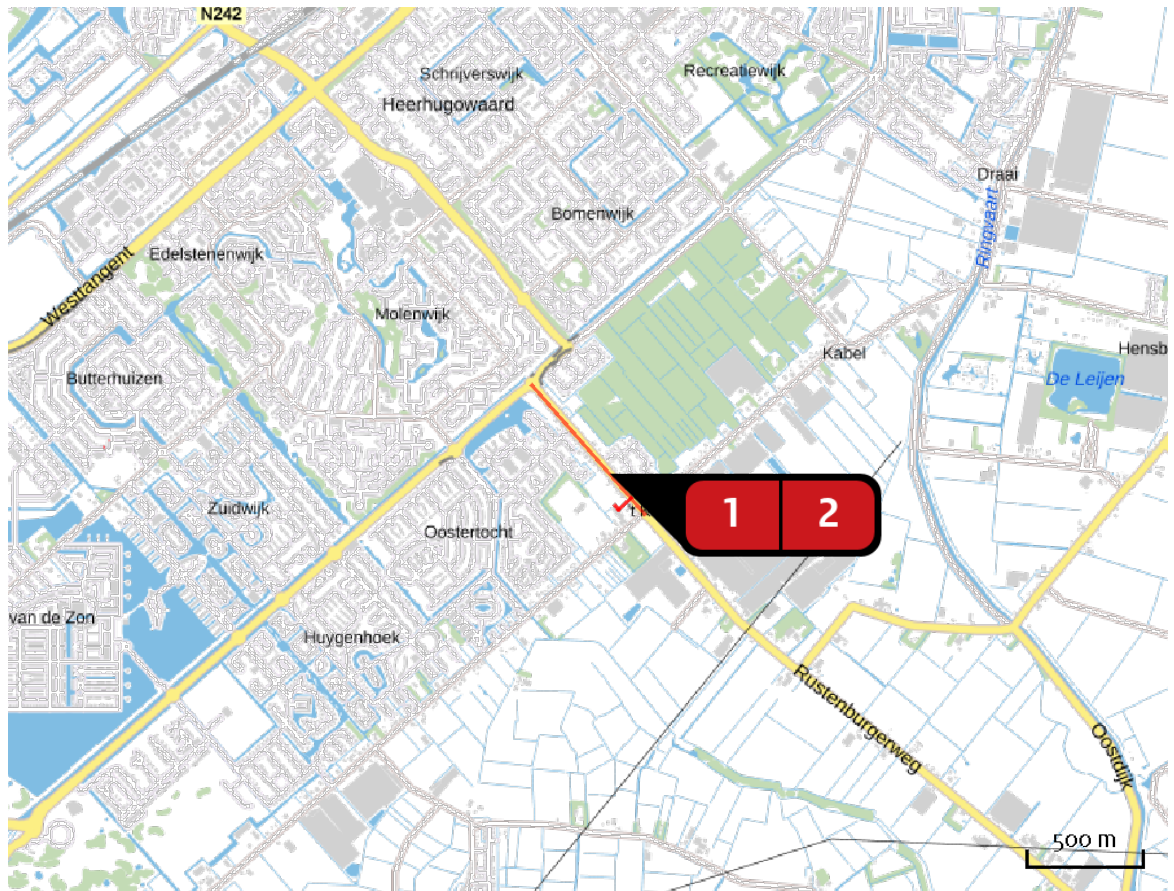 N242
Schrijverswijk
Recreatiewijk
Heerhugowaard
Draai
Bomenwijk
Ringvaart
Edelstenenwijk
Westtangent
Molenwijk
Kabel
Hensb
Butterhuizen
De Leijen
Zuidwijk
1 2
Oostertocht
van de Zon
Huygenhoek
Rustenburgerweg
Oostdijk
500 m